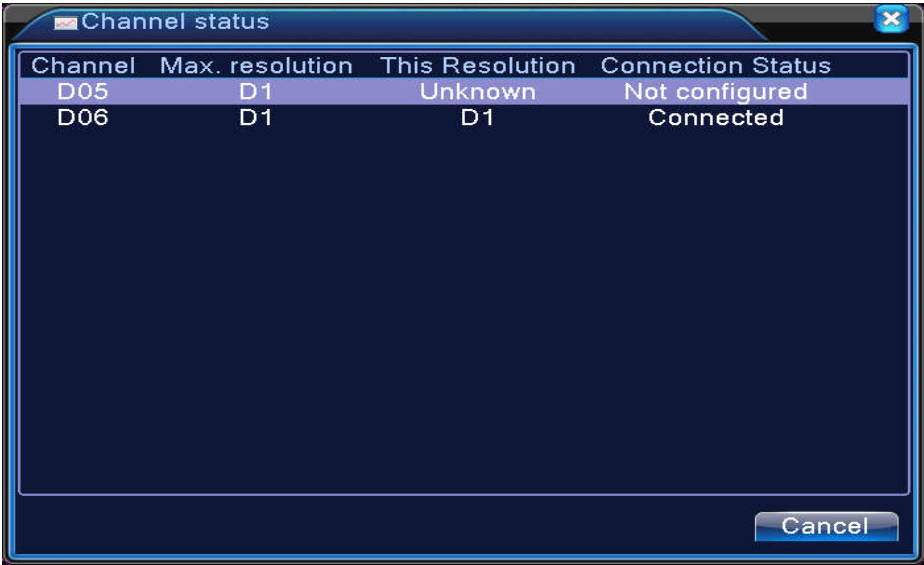 Channel status
Channel Max. resolution This Resolution Connection Status
D05 D1 Unknown Not configured
D06 D1 D1 Connected
Cancel